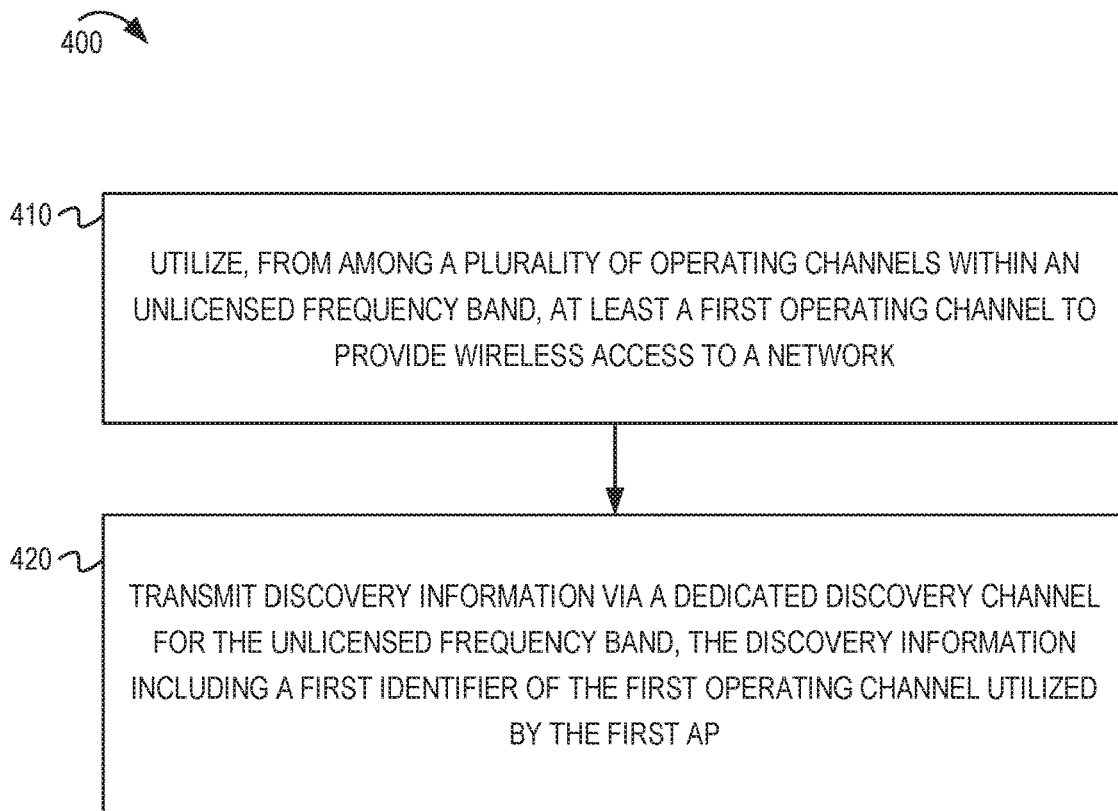 400
410
UTILIZE, FROM AMONG A PLURALITY OF OPERATING CHANNELS WITHIN AN
UNLICENSED FREQUENCY BAND, AT LEAST A FIRST OPERATING CHANNEL TO
PROVIDE WIRELESS ACCESS TO A NETWORK
420
TRANSMIT DISCOVERY INFORMATION VIA A DEDICATED DISCOVERY CHANNEL
FOR THE UNLICENSED FREQUENCY BAND, THE DISCOVERY INFORMATION
INCLUDING A FIRST IDENTIFIER OF THE FIRST OPERATING CHANNEL UTILIZED
BY THE FIRST AP